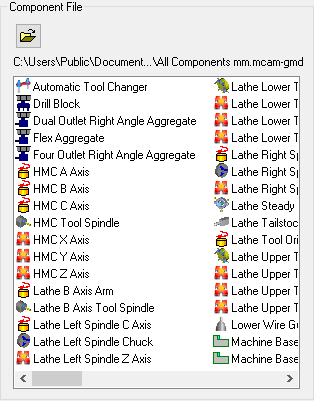 Component File
C:\Users\Public\Document...\All Components mm.mcam-gmd
Automatic Tool Changer
Drill Block
Dual Outlet Right Angle Aggregate
Flex Aggregate
Four Outlet Right Angle Aggregate
HMC A Axis
HMC B Axis
HMC C Axis
HMC Tool Spindle
HMC X Axis
HMC Y Axis
HMC Z Axis
Lathe B Axis Arm
Lathe B Axis Tool Spindle
Lathe Left Spindle C Axis
Lathe Left Spindle Chuck
Lathe Left Spindle Z Axis
Lathe Lower T
Lathe Lower T
Lathe Lower T
Lathe Lower T
Lathe Right Sp
Lathe Right Sp
Lathe Right Sp
Lathe Steady
Lathe Tailstoc
Lathe Tool Ori
Lathe Upper T
Lathe Upper T
Lathe Upper T
Lathe Upper T
Lower Wire Gu
Machine Base
Machine Base